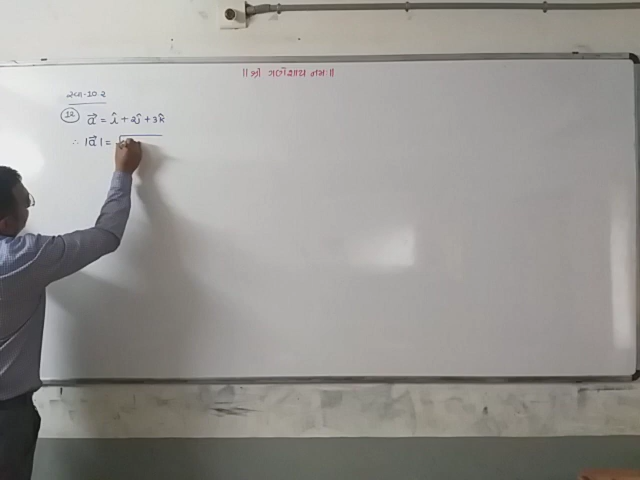 || શ્રી ગણેશાય નમઃ ||
સ્વા-10.2
12 a⃗ = î + 2ĵ + 3k̂
∴ |a⃗| = √